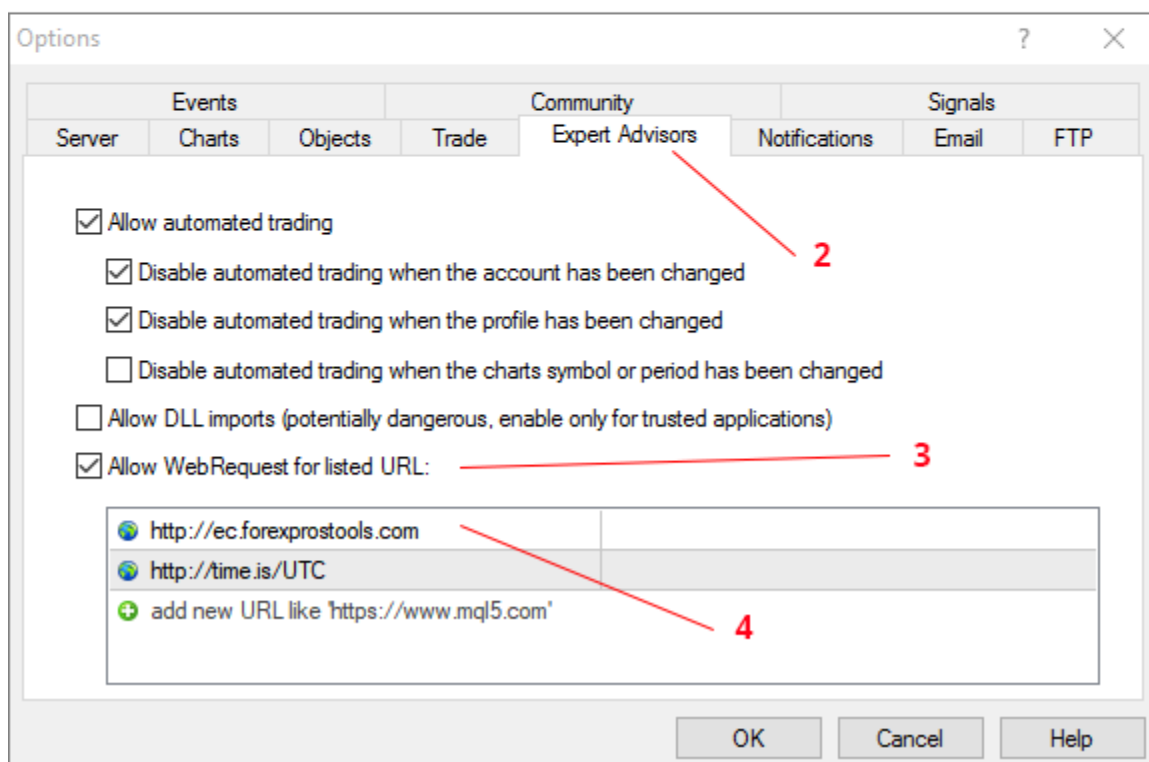 Options ?
Events Community Signals
Server Charts Objects Trade Expert Advisors Notifications Email FTP
Allow automated trading
2
Disable automated trading when the account has been changed
Disable automated trading when the profile has been changed
Disable automated trading when the charts symbol or period has been changed
Allow DLL imports (potentially dangerous, enable only for trusted applications)
Allow WebRequest for listed URL:
3
http://ec.forexprostools.com
http://time.is/UTC
add new URL like 'https://www.mql5.com'
4
OK Cancel Help